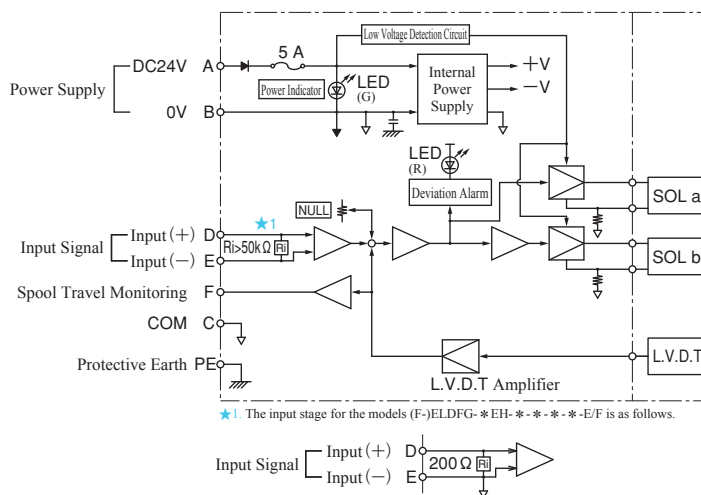 Low Voltage Detection Circuit
5 A
DC24V A
Power Supply
0V B
Power Indicator
LED
(G)
Internal
Power
Supply
+V
-V
LED
(R)
Deviation Alarm
NULL
SOL a
★1
Input Signal
Input(+) D
Ri>50kΩ Ri
Input(-) E
SOL b
Spool Travel Monitoring F
COM C
Protective Earth PE
L.V.D.T
L.V.D.T Amplifier
★1. The input stage for the models (F-)ELDFG-*EH-*-*-*-*-E/F is as follows.
Input Signal
Input(+) D
200Ω Ri
Input(-) E